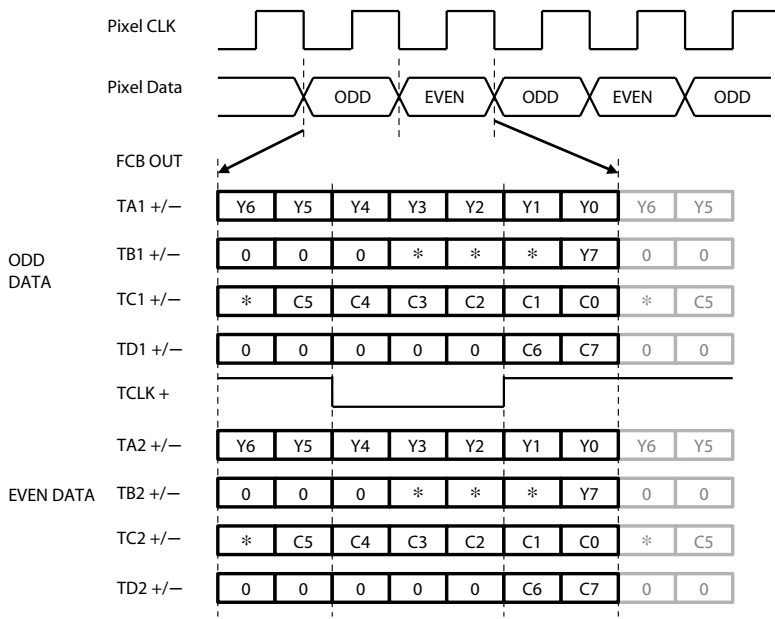 Pixel CLK
Pixel Data ODD EVEN ODD EVEN ODD
FCB OUT
TA1 +/− Y6 Y5 Y4 Y3 Y2 Y1 Y0 Y6 Y5
ODD DATA
TB1 +/− 0 0 0 * * * Y7 0 0
TC1 +/− * C5 C4 C3 C2 C1 C0 * C5
TD1 +/− 0 0 0 0 0 C6 C7 0 0
TCLK +
TA2 +/− Y6 Y5 Y4 Y3 Y2 Y1 Y0 Y6 Y5
EVEN DATA TB2 +/− 0 0 0 * * * Y7 0 0
TC2 +/− * C5 C4 C3 C2 C1 C0 * C5
TD2 +/− 0 0 0 0 0 C6 C7 0 0